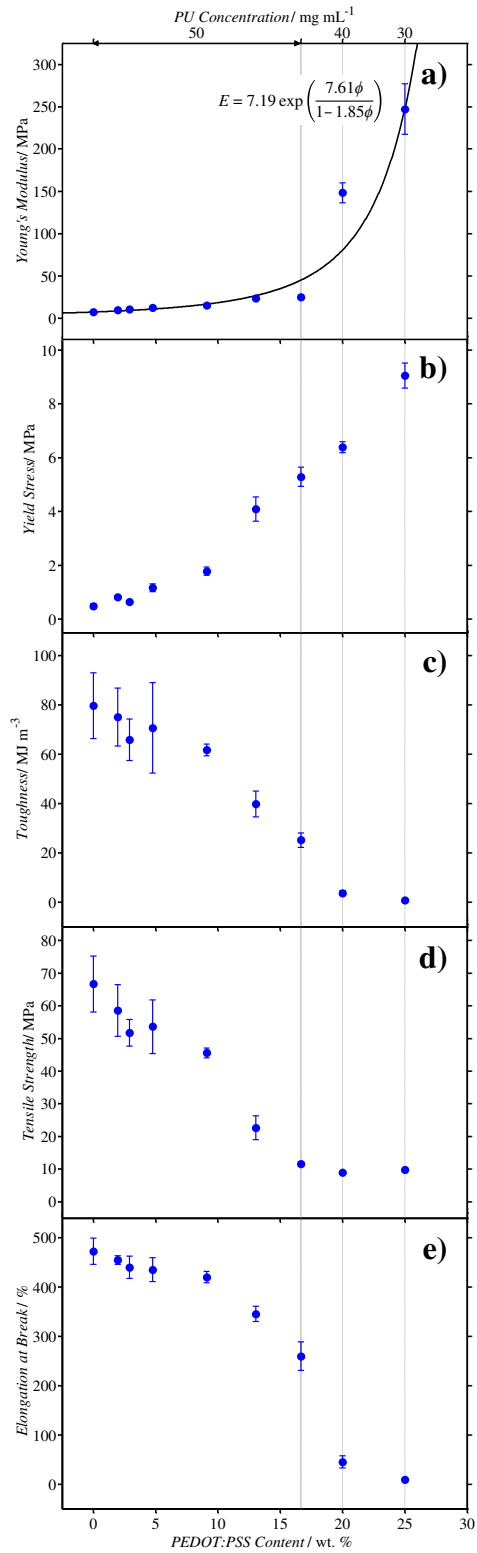 PU Concentration/ mg mL⁻¹
50 40 30
a)
E = 7.19 exp(7.61ϕ / 1− 1.85ϕ)
Young's Modulus/ MPa
300
250
200
150
100
50
0
b)
Yield Stress/ MPa
10
8
6
4
2
0
c)
Toughness/ MJ m⁻³
100
80
60
40
20
0
d)
Tensile Strength/ MPa
80
70
60
50
40
30
20
10
0
e)
Elongation at Break / %
500
400
300
200
100
0
0 5 10 15 20 25 30
PEDOT:PSS Content / wt. %